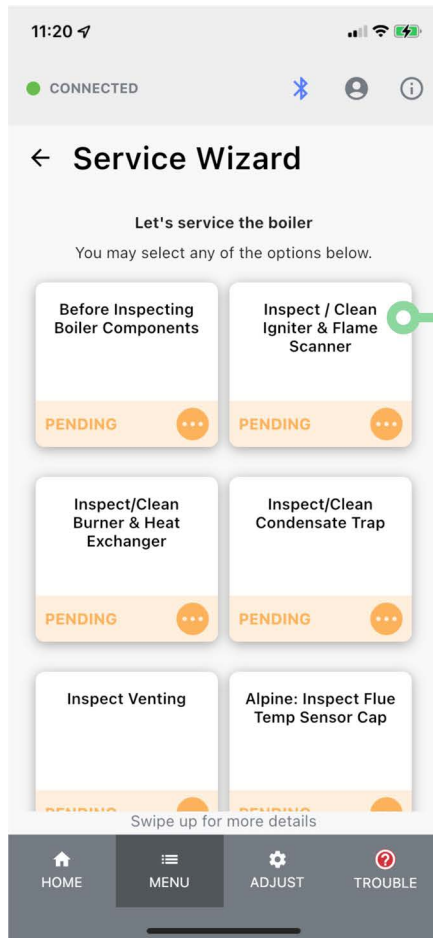 11:20
CONNECTED
Service Wizard
Let's service the boiler
You may select any of the options below.
Before Inspecting
Boiler Components
PENDING
Inspect / Clean
Igniter & Flame
Scanner
PENDING
Inspect/Clean
Burner & Heat
Exchanger
PENDING
Inspect/Clean
Condensate Trap
PENDING
Inspect Venting
PENDING
Alpine: Inspect Flue
Temp Sensor Cap
PENDING
Swipe up for more details
HOME
MENU
ADJUST
TROUBLE